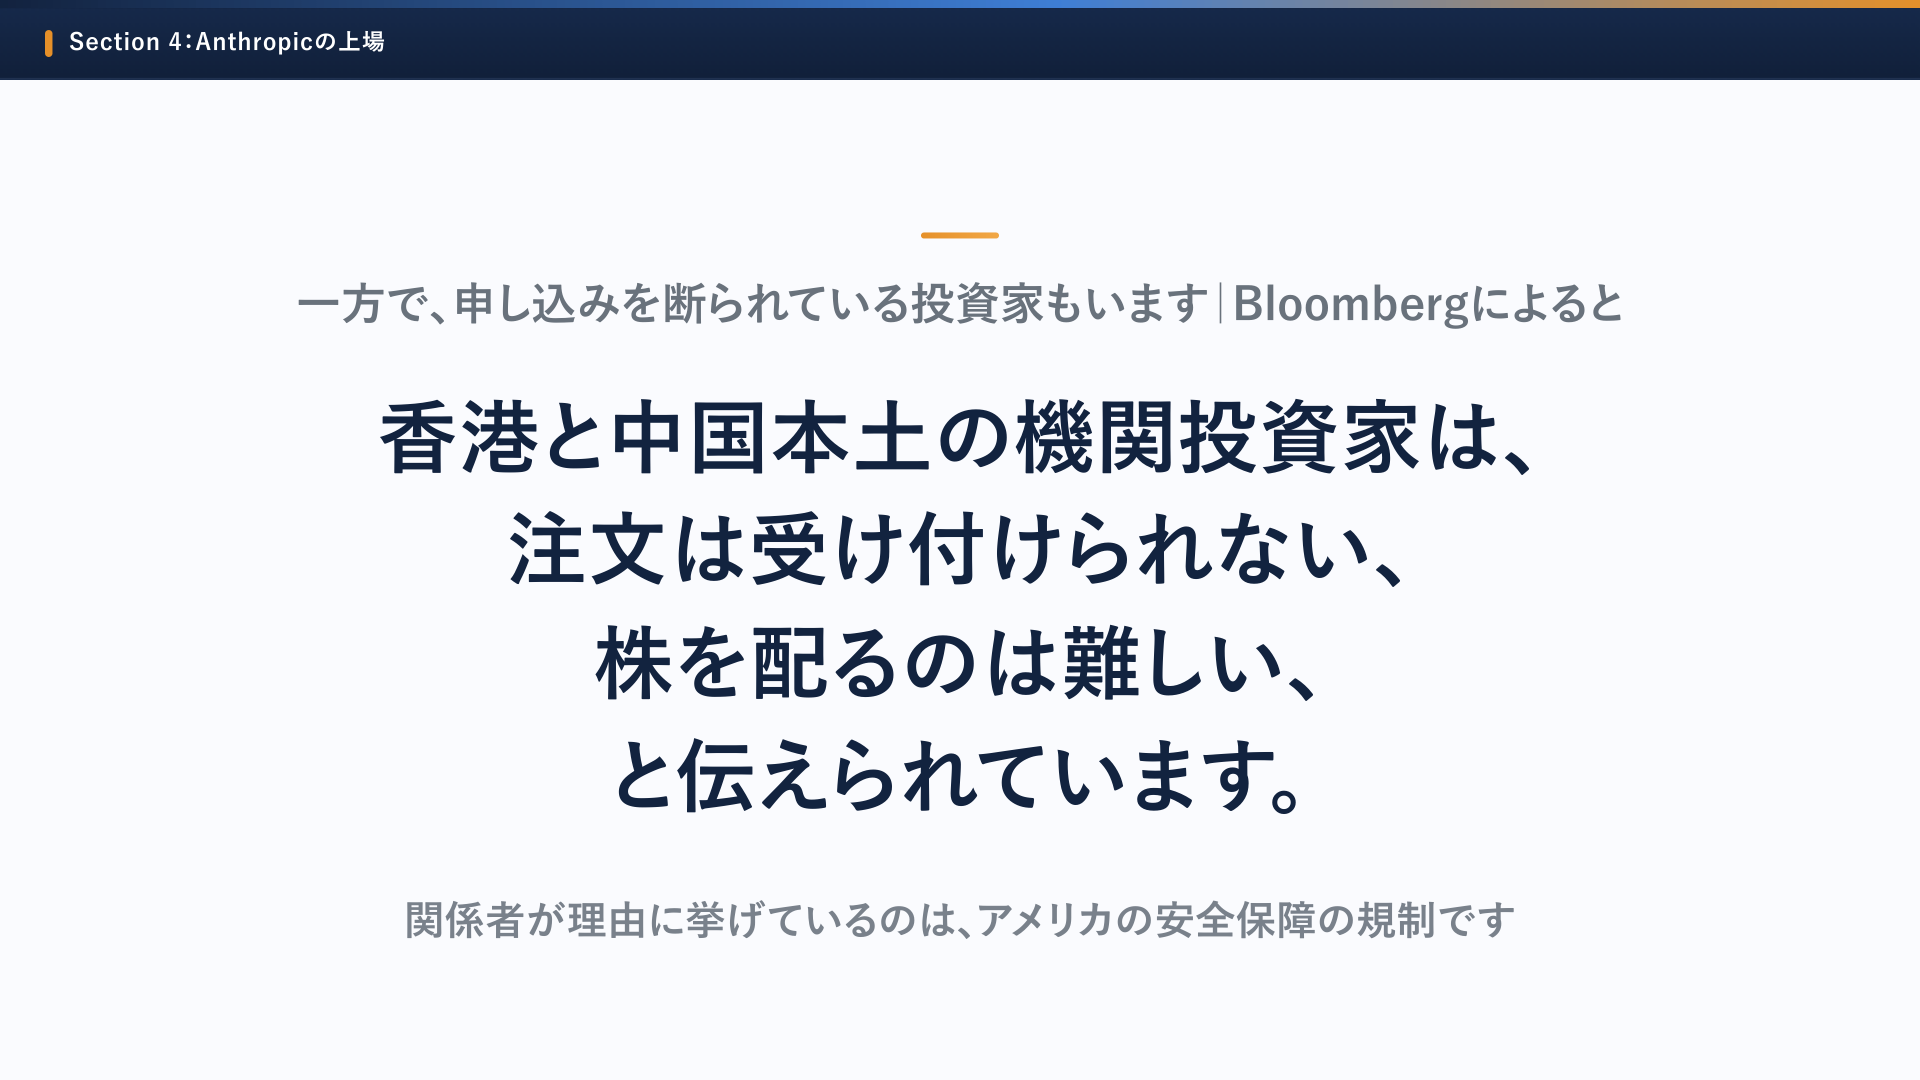 Section 4：Anthropicの上場
一方で、申し込みを断られている投資家もいます｜Bloombergによると
香港と中国本土の機関投資家は、
注文は受け付けられない、
株を配るのは難しい、
と伝えられています。
関係者が理由に挙げているのは、アメリカの安全保障の規制です